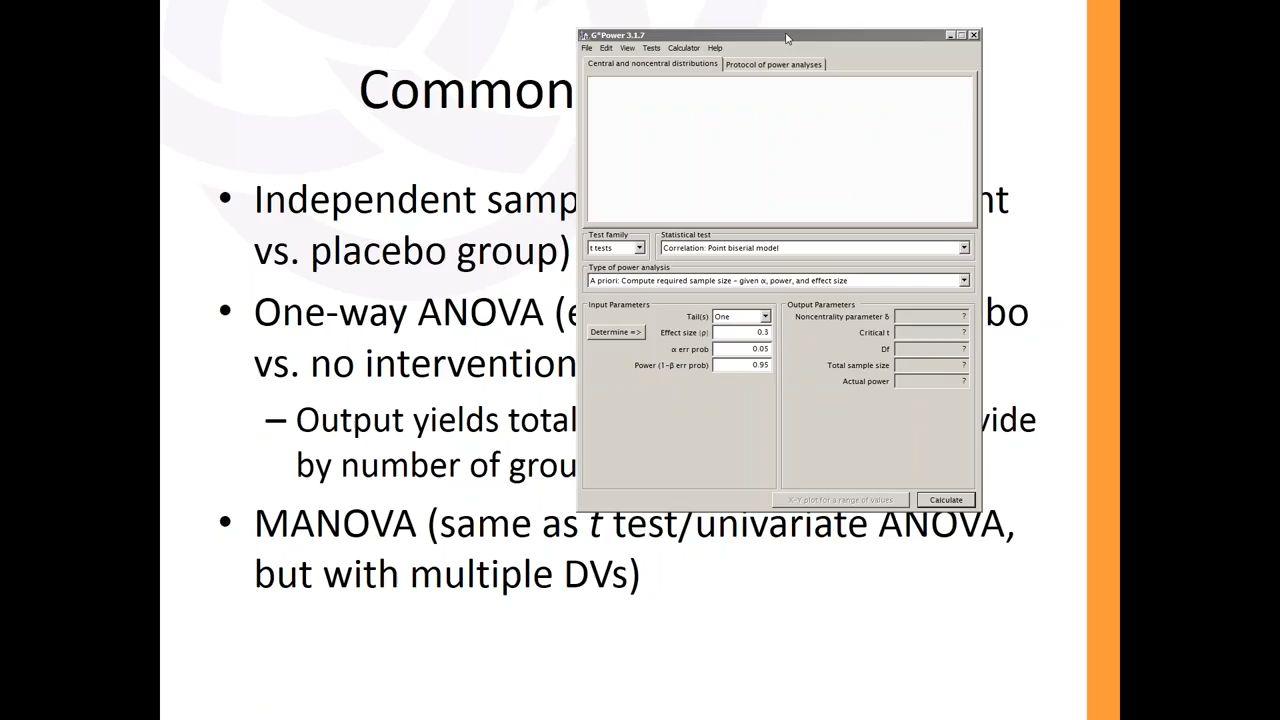 Common
• Independent samp
nt
vs. placebo group)
• One-way ANOVA (e
bo
vs. no intervention
– Output yields total
vide
by number of grou
• MANOVA (same as t test/univariate ANOVA,
but with multiple DVs)
G*Power 3.1.7
File Edit View Tests Calculator Help
Central and noncentral distributions Protocol of power analyses
Test family Statistical test
t tests Correlation: Point biserial model
Type of power analysis
A priori: Compute required sample size - given α, power, and effect size
Input Parameters Output Parameters
Tail(s) One Noncentrality parameter δ ?
Determine => Effect size |ρ| 0.3 Critical t ?
α err prob 0.05 Df ?
Power (1-β err prob) 0.95 Total sample size ?
Actual power ?
X-Y plot for a range of values Calculate